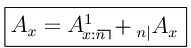 $A_x = A^1_{x:\overline{n}|} + {}_{n|}A_x$